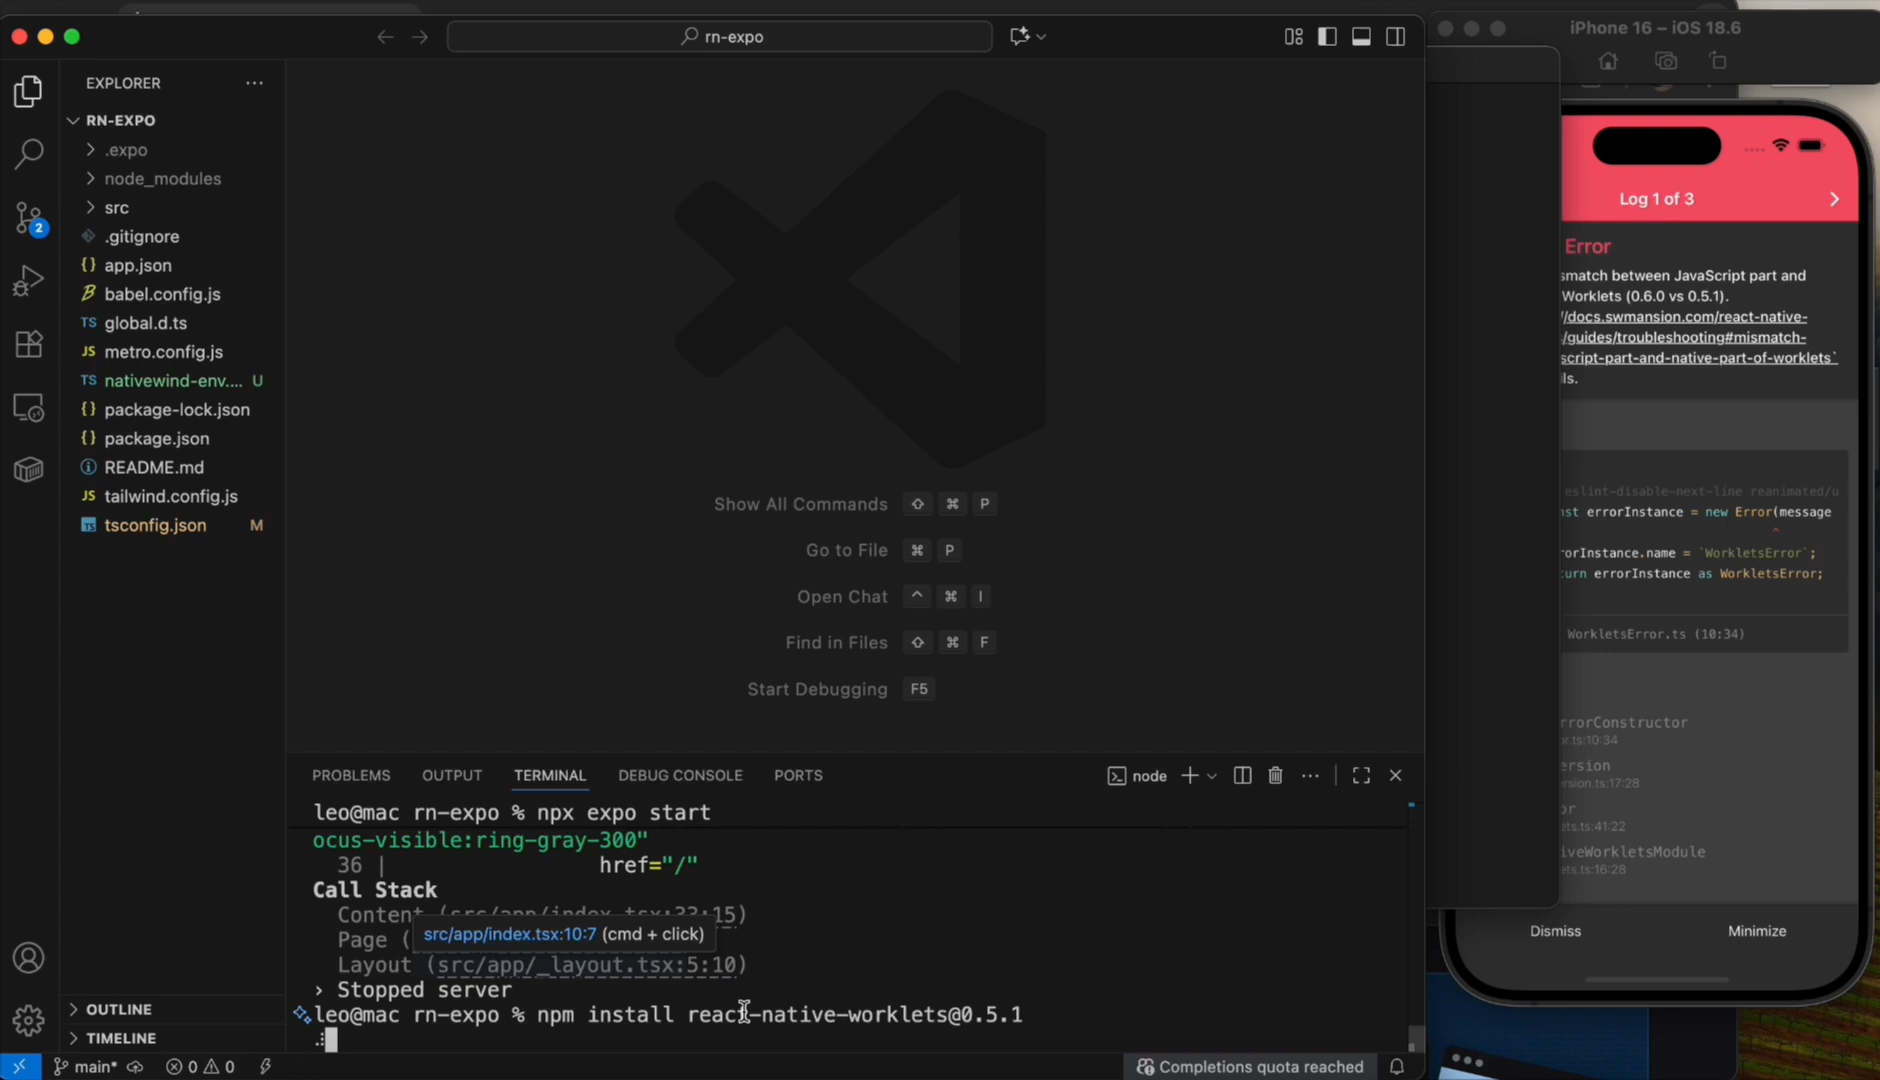 rn-expo
iPhone 16 – iOS 18.6
EXPLORER
RN-EXPO
.expo
node_modules
src
.gitignore
app.json
babel.config.js
global.d.ts
metro.config.js
nativewind-env.... U
package-lock.json
package.json
README.md
tailwind.config.js
tsconfig.json M
OUTLINE
TIMELINE
2
Show All Commands ⇧ ⌘ P
Go to File ⌘ P
Open Chat ^ ⌘ I
Find in Files ⇧ ⌘ F
Start Debugging F5
PROBLEMS OUTPUT TERMINAL DEBUG CONSOLE PORTS
node
leo@mac rn-expo % npx expo start
ocus-visible:ring-gray-300"
36 | href="/"
Call Stack
Content (src/app/index.tsx:33:15)
Page (
src/app/index.tsx:10:7 (cmd + click)
Layout (src/app/_layout.tsx:5:10)
› Stopped server
leo@mac rn-expo % npm install react-native-worklets@0.5.1
main* 0 0
Completions quota reached
Log 1 of 3
Error
smatch between JavaScript part and
Worklets (0.6.0 vs 0.5.1).
//docs.swmansion.com/react-native-
/guides/troubleshooting#mismatch-
script-part-and-native-part-of-worklets`
ils.
eslint-disable-next-line reanimated/u
nst errorInstance = new Error(message
^
rorInstance.name = `WorkletsError`;
turn errorInstance as WorkletsError;
WorkletsError.ts (10:34)
rrorConstructor
or.ts:10:34
ersion
rsion.ts:17:28
or
ets.ts:41:22
iveWorkletsModule
ets.ts:16:28
Dismiss
Minimize